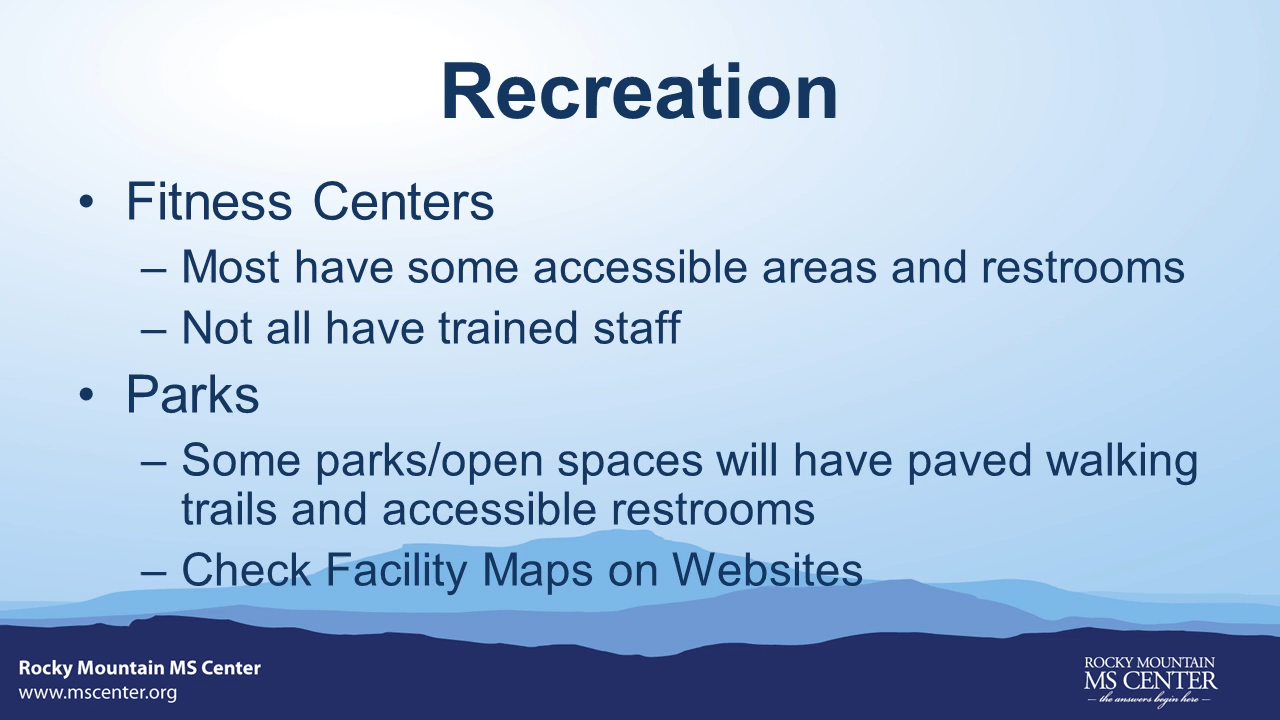 Recreation
• Fitness Centers
– Most have some accessible areas and restrooms
– Not all have trained staff
• Parks
– Some parks/open spaces will have paved walking
trails and accessible restrooms
– Check Facility Maps on Websites
Rocky Mountain MS Center
www.mscenter.org
ROCKY MOUNTAIN
MS CENTER
— the answers begin here —